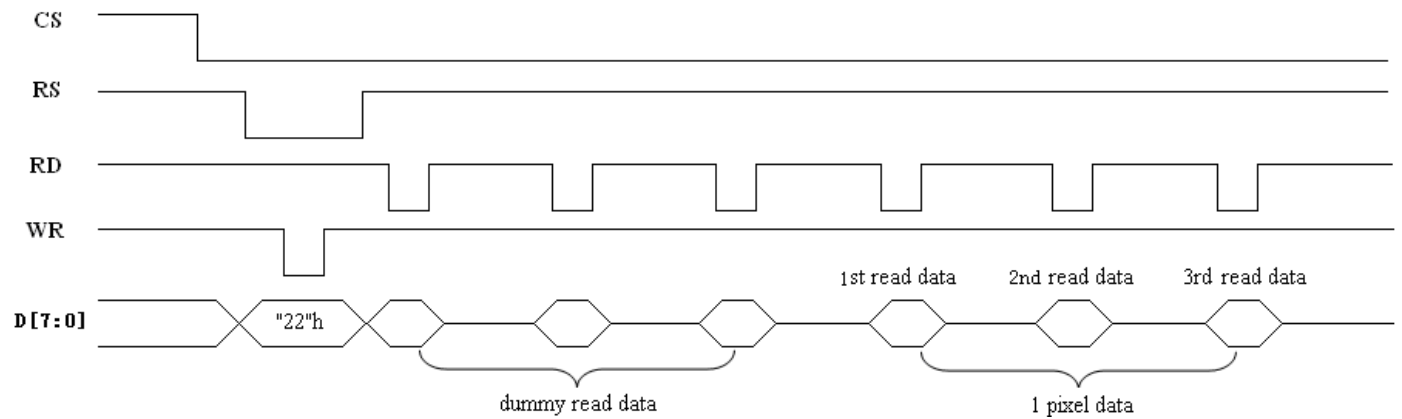 CS
RS
RD
WR
1st read data 2nd read data 3rd read data
D[7:0] "22"h
dummy read data 1 pixel data